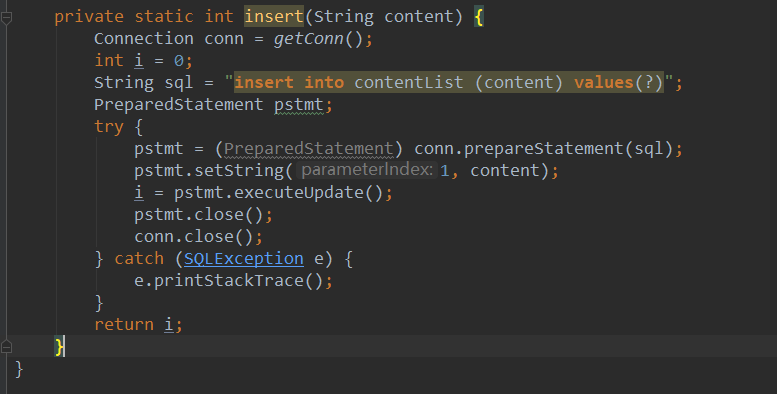 private static int insert(String content) {
Connection conn = getConn();
int i = 0;
String sql = "insert into contentList (content) values(?)";
PreparedStatement pstmt;
try {
pstmt = (PreparedStatement) conn.prepareStatement(sql);
pstmt.setString( parameterIndex: 1, content);
i = pstmt.executeUpdate();
pstmt.close();
conn.close();
} catch (SQLException e) {
e.printStackTrace();
}
return i;
}
}